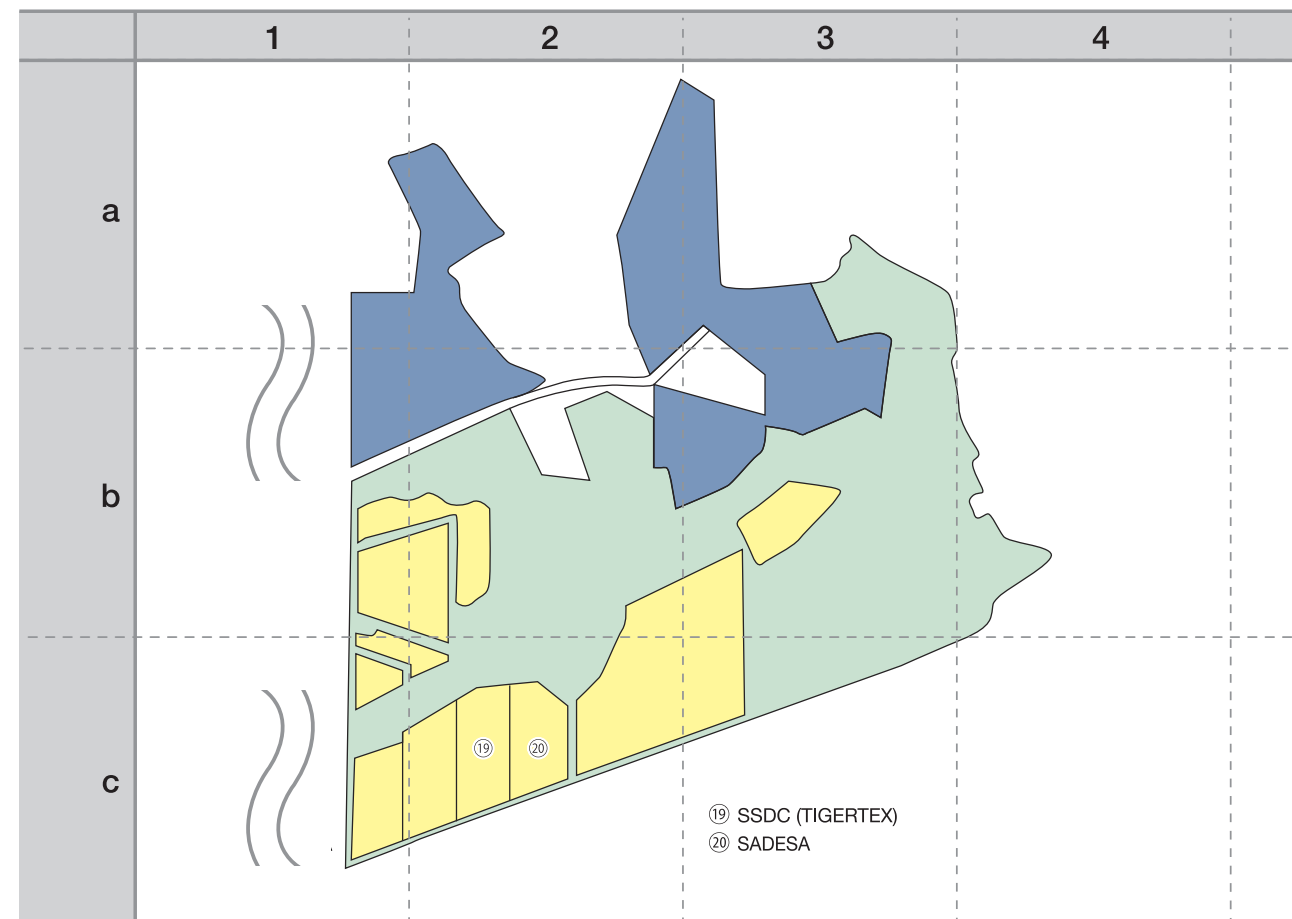 1 2 3 4
a
b
⑲ ⑳
c
⑲ SSDC (TIGERTEX)
⑳ SADESA